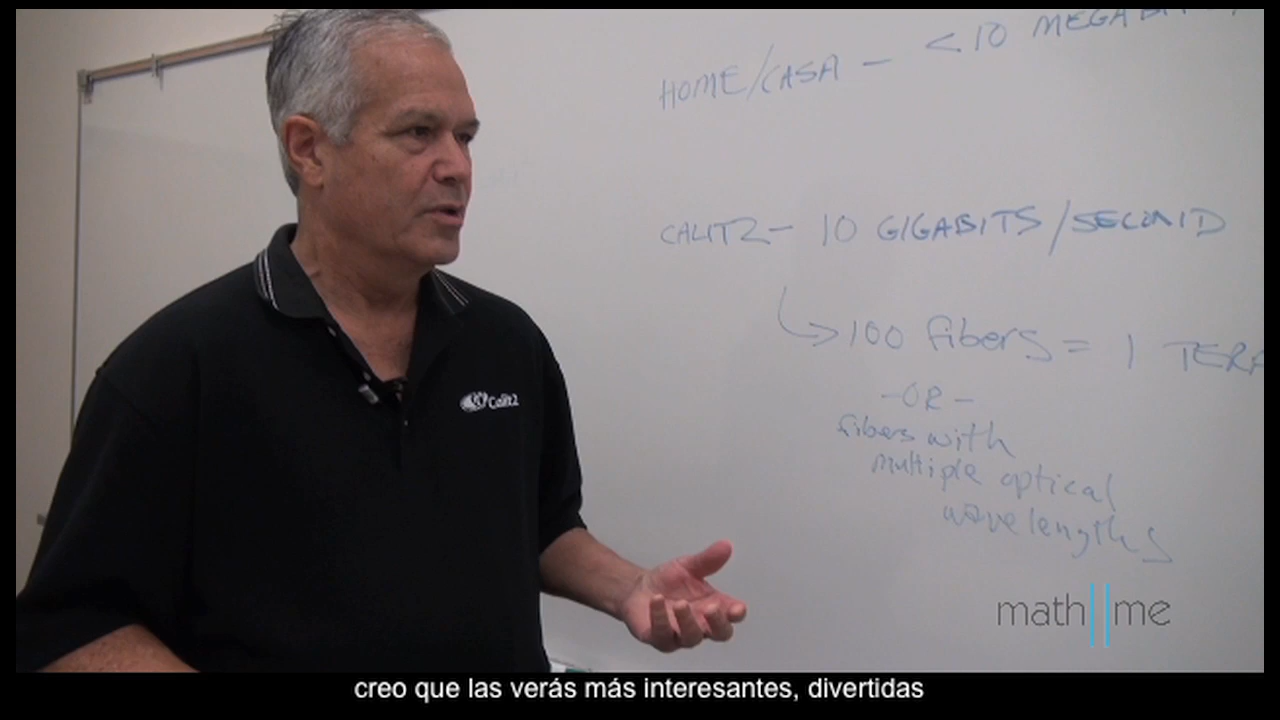 < 10 MEGABIT
HOME/CASA –
CALIT2 – 10 GIGABITS/SECOND
100 fibers = 1 TERA
-OR-
fibers with
multiple optical
wavelengths
Calit2
math||me
creo que las verás más interesantes, divertidas